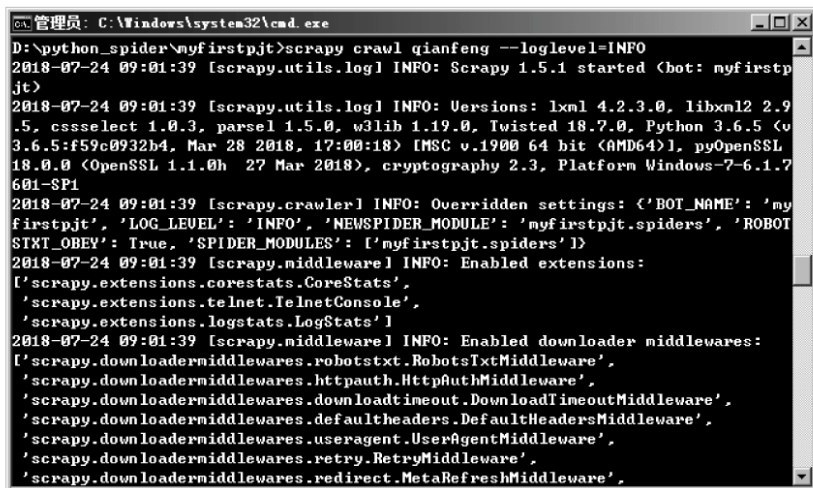 管理员: C:\Windows\system32\cmd.exe
D:\python_spider\myfirstpjt>scrapy crawl qianfeng --loglevel=INFO
2018-07-24 09:01:39 [scrapy.utils.log] INFO: Scrapy 1.5.1 started (bot: myfirstp
jt)
2018-07-24 09:01:39 [scrapy.utils.log] INFO: Versions: lxml 4.2.3.0, libxml2 2.9
.5, cssselect 1.0.3, parsel 1.5.0, w3lib 1.19.0, Twisted 18.7.0, Python 3.6.5 (v
3.6.5:f59c0932b4, Mar 28 2018, 17:00:18) [MSC v.1900 64 bit (AMD64)], pyOpenSSL
18.0.0 (OpenSSL 1.1.0h  27 Mar 2018), cryptography 2.3, Platform Windows-7-6.1.7
601-SP1
2018-07-24 09:01:39 [scrapy.crawler] INFO: Overridden settings: {'BOT_NAME': 'my
firstpjt', 'LOG_LEVEL': 'INFO', 'NEWSPIDER_MODULE': 'myfirstpjt.spiders', 'ROBOT
STXT_OBEY': True, 'SPIDER_MODULES': ['myfirstpjt.spiders']}
2018-07-24 09:01:39 [scrapy.middleware] INFO: Enabled extensions:
['scrapy.extensions.corestats.CoreStats',
 'scrapy.extensions.telnet.TelnetConsole',
 'scrapy.extensions.logstats.LogStats']
2018-07-24 09:01:39 [scrapy.middleware] INFO: Enabled downloader middlewares:
['scrapy.downloadermiddlewares.robotstxt.RobotsTxtMiddleware',
 'scrapy.downloadermiddlewares.httpauth.HttpAuthMiddleware',
 'scrapy.downloadermiddlewares.downloadtimeout.DownloadTimeoutMiddleware',
 'scrapy.downloadermiddlewares.defaultheaders.DefaultHeadersMiddleware',
 'scrapy.downloadermiddlewares.useragent.UserAgentMiddleware',
 'scrapy.downloadermiddlewares.retry.RetryMiddleware',
 'scrapy.downloadermiddlewares.redirect.MetaRefreshMiddleware',